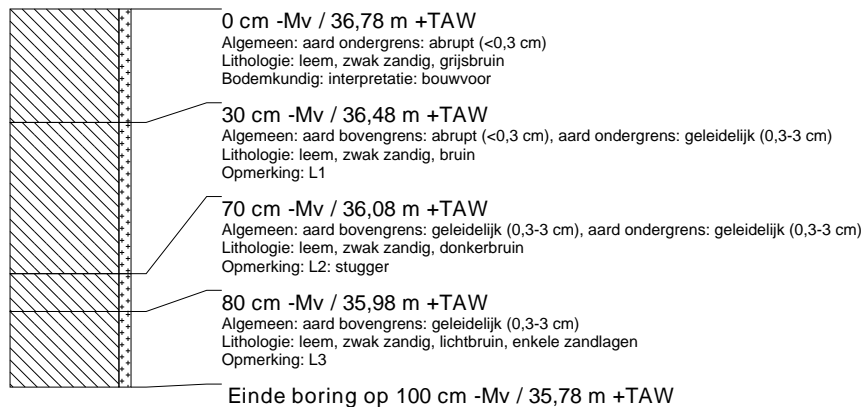 0 cm -Mv / 36,78 m +TAW
Algemeen: aard ondergrens: abrupt (<0,3 cm)
Lithologie: leem, zwak zandig, grijsbruin
Bodemkundig: interpretatie: bouwvoor
30 cm -Mv / 36,48 m +TAW
Algemeen: aard bovengrens: abrupt (<0,3 cm), aard ondergrens: geleidelijk (0,3-3 cm)
Lithologie: leem, zwak zandig, bruin
Opmerking: L1
70 cm -Mv / 36,08 m +TAW
Algemeen: aard bovengrens: geleidelijk (0,3-3 cm), aard ondergrens: geleidelijk (0,3-3 cm)
Lithologie: leem, zwak zandig, donkerbruin
Opmerking: L2: stugger
80 cm -Mv / 35,98 m +TAW
Algemeen: aard bovengrens: geleidelijk (0,3-3 cm)
Lithologie: leem, zwak zandig, lichtbruin, enkele zandlagen
Opmerking: L3
Einde boring op 100 cm -Mv / 35,78 m +TAW